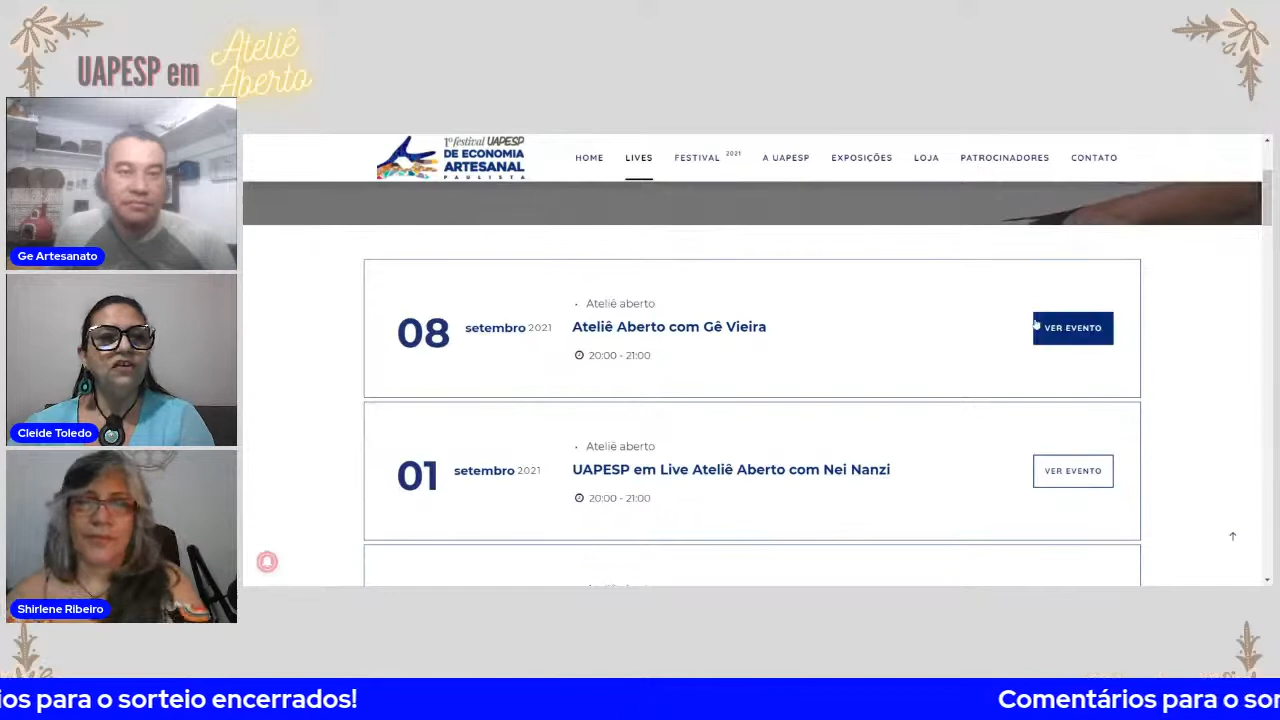 UAPESP em Ateliê Aberto
Ge Artesanato
Cleide Toledo
Shirlene Ribeiro
1º festival UAPESP
DE ECONOMIA
ARTESANAL
PAULISTA
HOME LIVES FESTIVAL 2021 A UAPESP EXPOSIÇÕES LOJA PATROCINADORES CONTATO
08 setembro 2021
Ateliê aberto
Ateliê Aberto com Gê Vieira
20:00 - 21:00
VER EVENTO
01 setembro 2021
Ateliê aberto
UAPESP em Live Ateliê Aberto com Nei Nanzi
20:00 - 21:00
VER EVENTO
ios para o sorteio encerrados! Comentários para o sor